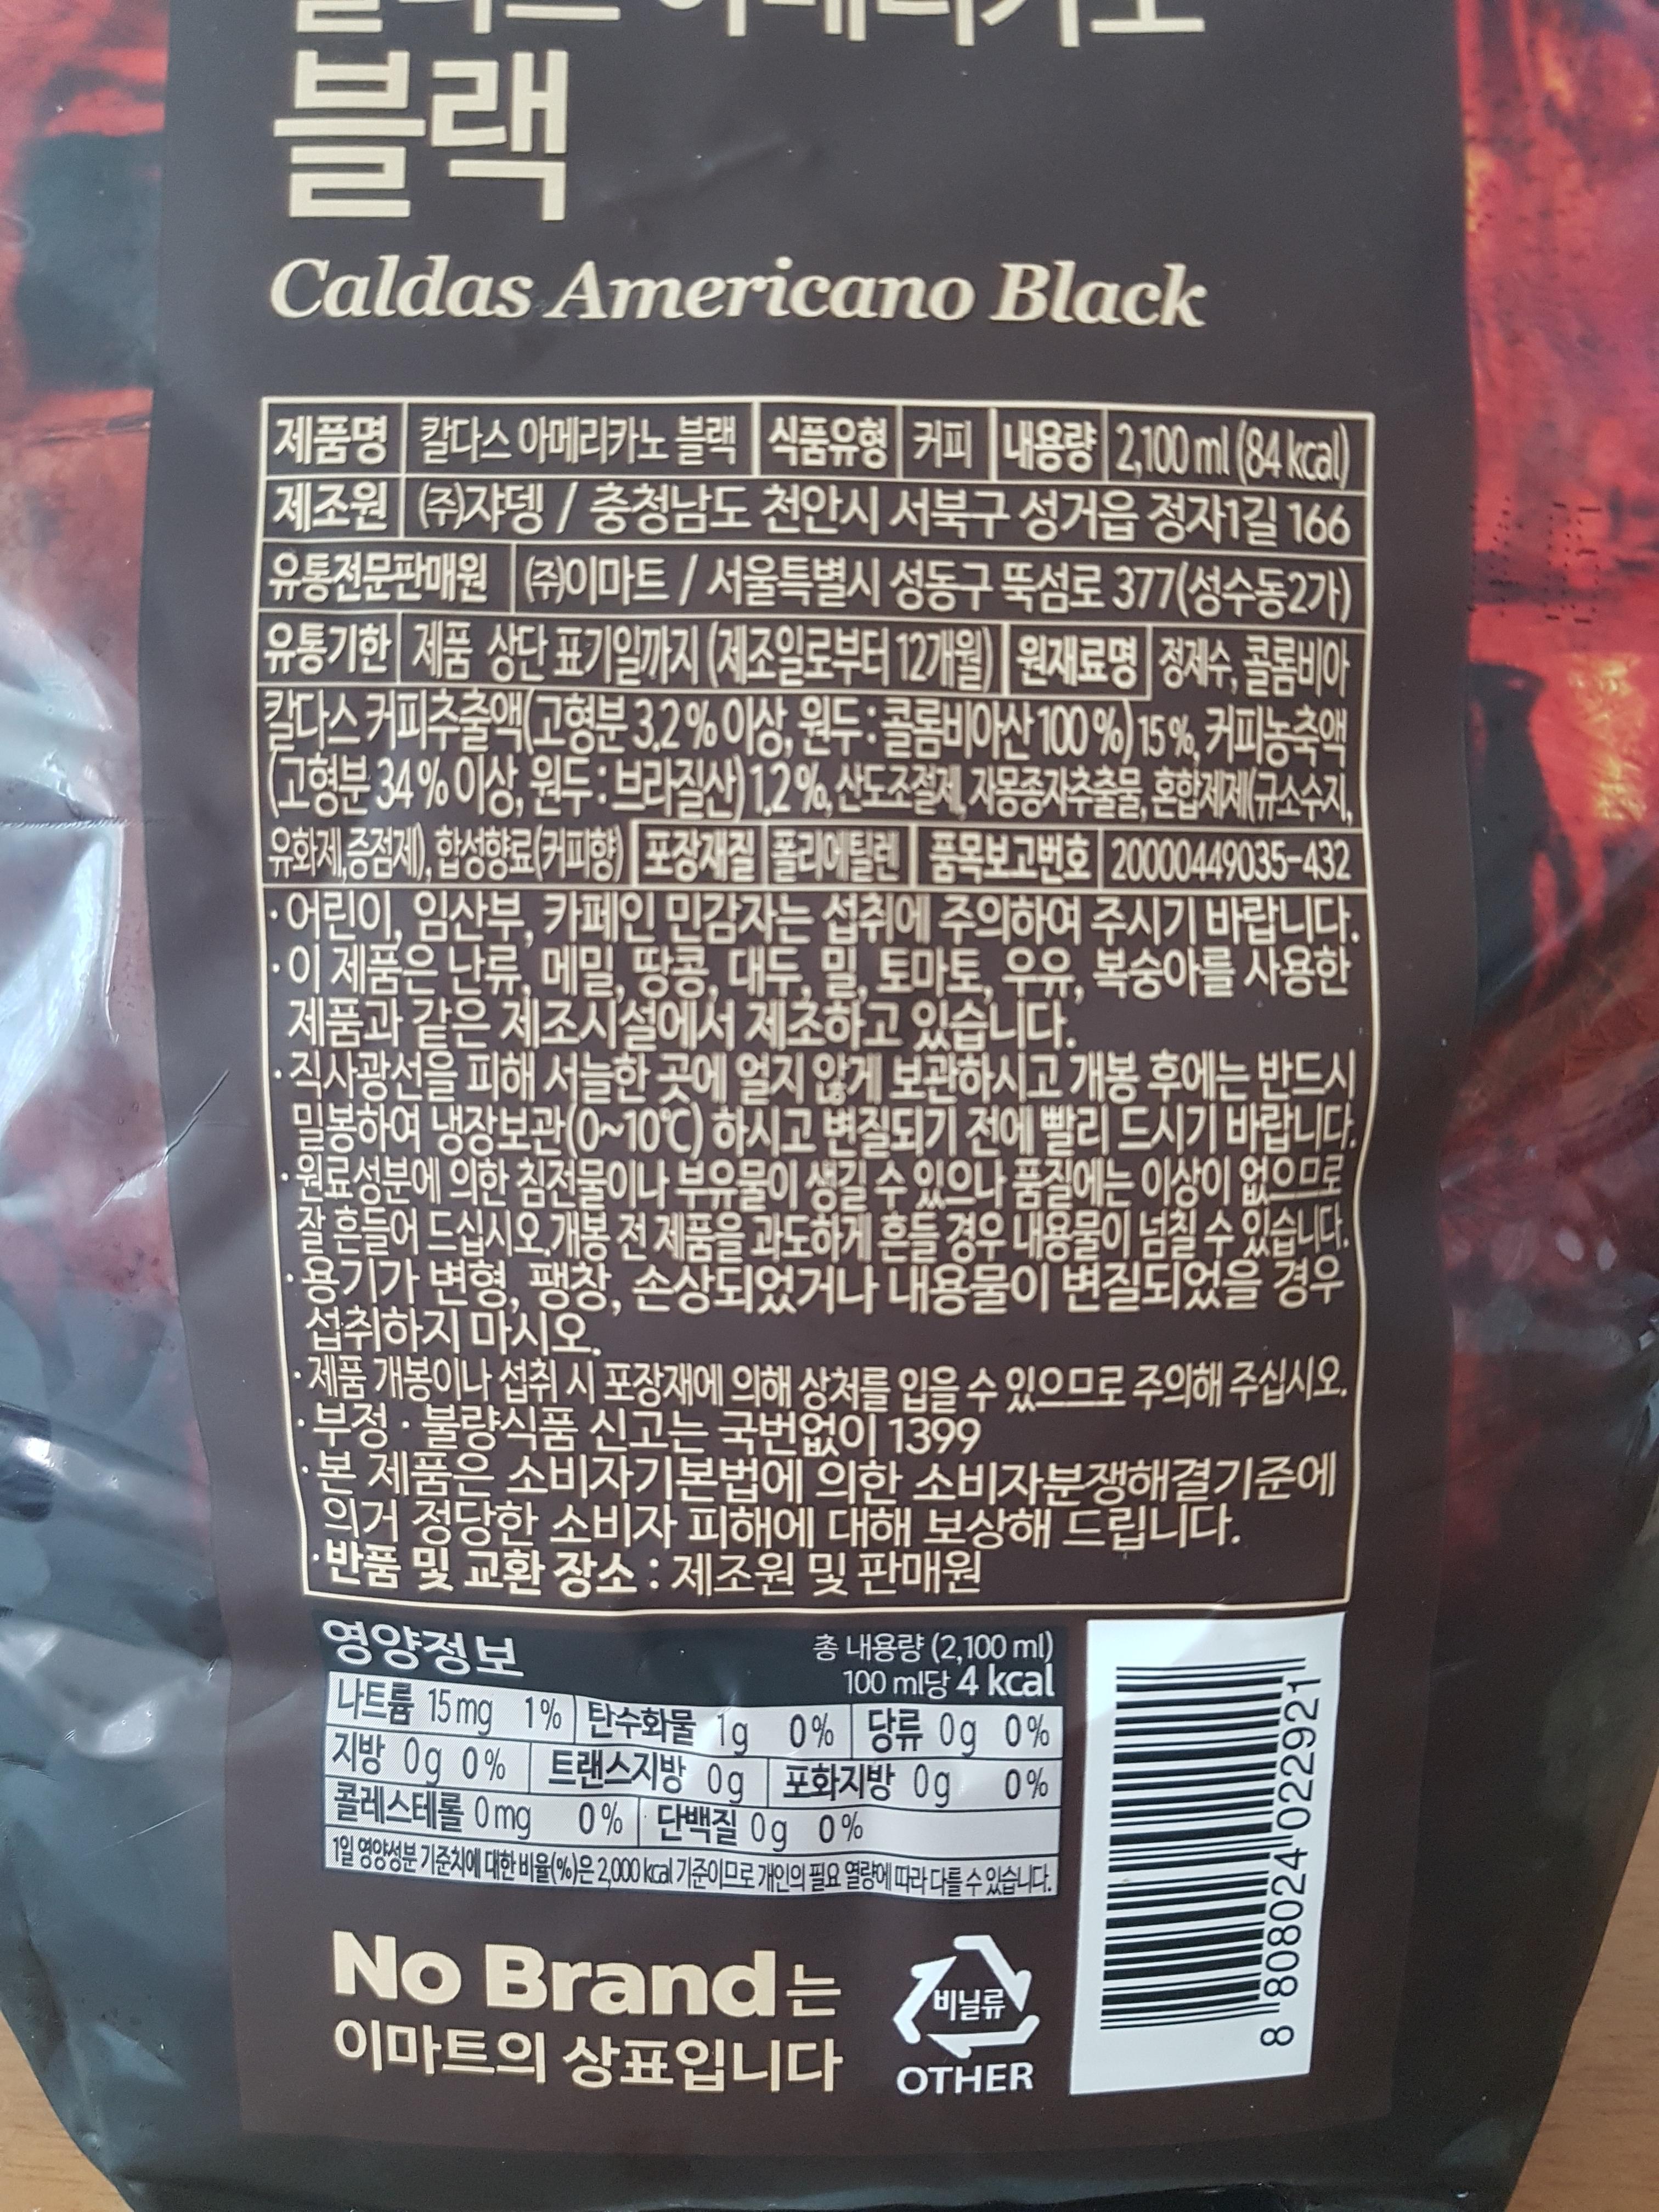 칼다스 아메리카노
블랙
Caldas Americano Black
제품명 칼다스 아메리카노 블랙 식품유형 커피 내용량 2,100 ml (84 kcal)
제조원 (주)쟈뎅 / 충청남도 천안시 서북구 성거읍 정자1길 166
유통전문판매원 (주)이마트 / 서울특별시 성동구 뚝섬로 377(성수동2가)
유통기한 제품 상단 표기일까지 (제조일로부터 12개월) 원재료명 정제수, 콜롬비아
칼다스 커피추출액(고형분 3.2 % 이상, 원두 : 콜롬비아산 100 %) 15 %, 커피농축액
(고형분 34 % 이상, 원두 : 브라질산) 1.2 %, 산도조절제, 자몽종자추출물, 혼합제제(규소수지,
유화제,증점제), 합성향료(커피향) 포장재질 폴리에틸렌 품목보고번호 20000449035-432
·어린이, 임산부, 카페인 민감자는 섭취에 주의하여 주시기 바랍니다.
·이 제품은 난류, 메밀, 땅콩, 대두, 밀, 토마토, 우유, 복숭아를 사용한
제품과 같은 제조시설에서 제조하고 있습니다.
·직사광선을 피해 서늘한 곳에 얼지 않게 보관하시고 개봉 후에는 반드시
밀봉하여 냉장보관(0~10℃) 하시고 변질되기 전에 빨리 드시기 바랍니다.
·원료성분에 의한 침전물이나 부유물이 생길 수 있으나 품질에는 이상이 없으므로
잘 흔들어 드십시오. 개봉 전 제품을 과도하게 흔들 경우 내용물이 넘칠 수 있습니다.
·용기가 변형, 팽창, 손상되었거나 내용물이 변질되었을 경우
섭취하지 마시오.
·제품 개봉이나 섭취 시 포장재에 의해 상처를 입을 수 있으므로 주의해 주십시오.
·부정·불량식품 신고는 국번없이 1399
·본 제품은 소비자기본법에 의한 소비자분쟁해결기준에
의거 정당한 소비자 피해에 대해 보상해 드립니다.
·반품 및 교환 장소 : 제조원 및 판매원
영양정보 총 내용량 (2,100 ml)
100 ml당 4 kcal
나트륨 15 mg 1% 탄수화물 1g 0% 당류 0g 0%
지방 0g 0% 트랜스지방 0g 포화지방 0g 0%
콜레스테롤 0 mg 0% 단백질 0g 0%
1일 영양성분 기준치에 대한 비율(%)은 2,000 kcal 기준이므로 개인의 필요 열량에 따라 다를 수 있습니다.
No Brand는
이마트의 상표입니다
비닐류
OTHER
8 808024 022921